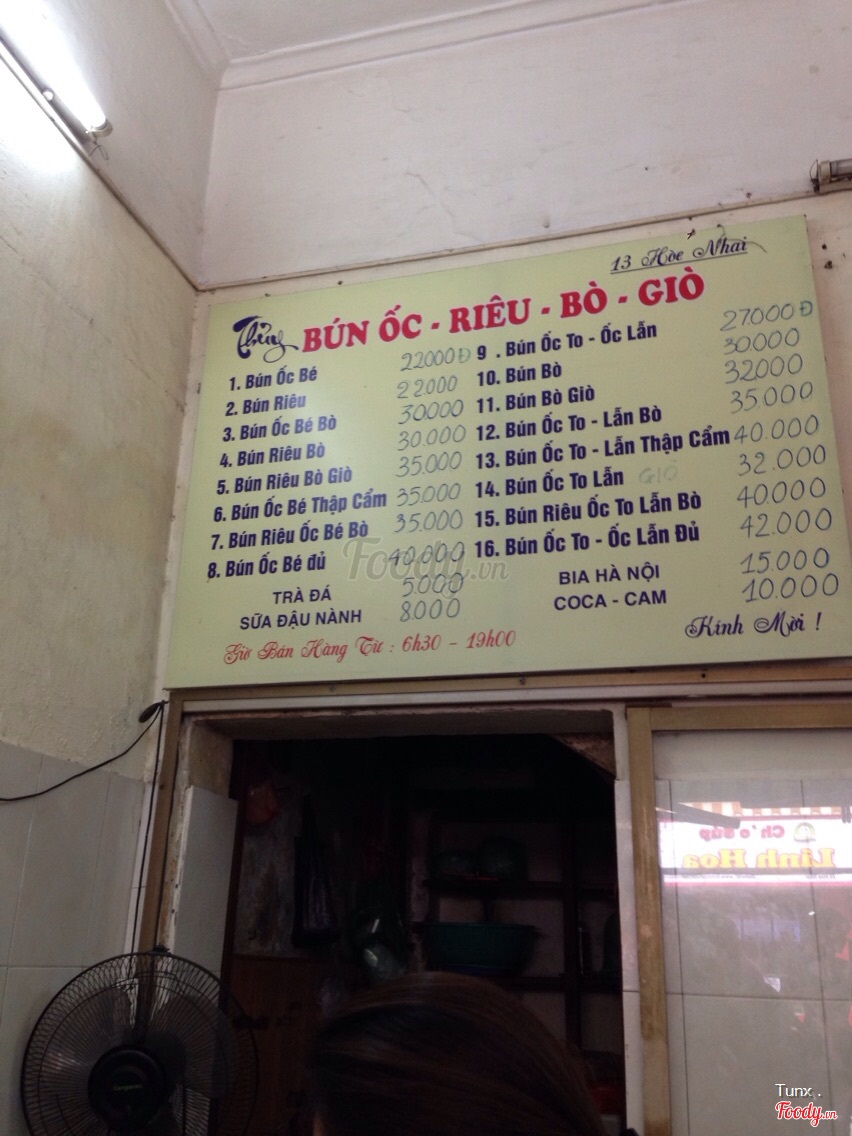 13 Hòe Nhai
Thủy BÚN ỐC - RIÊU - BÒ - GIÒ
1. Bún Ốc Bé 22000Đ
2. Bún Riêu 22.000
3. Bún Ốc Bé Bò 30000
4. Bún Riêu Bò 30.000
5. Bún Riêu Bò Giò 35.000
6. Bún Ốc Bé Thập Cẩm 35.000
7. Bún Riêu Ốc Bé Bò 35.000
8. Bún Ốc Bé đủ 40.000
TRÀ ĐÁ 5.000
SỮA ĐẬU NÀNH 8000
9 . Bún Ốc To - Ốc Lẫn 27.000Đ
10. Bún Bò 30000
11. Bún Bò Giò 32000
12. Bún Ốc To - Lẫn Bò 35.000
13. Bún Ốc To - Lẫn Thập Cẩm 40.000
14. Bún Ốc To Lẫn GIÒ 32.000
15. Bún Riêu Ốc To Lẫn Bò 40.000
16. Bún Ốc To - Ốc Lẫn Đủ 42.000
BIA HÀ NỘI 15.000
COCA - CAM 10.000
Giờ Bán Hàng Từ : 6h30 - 19h00
Kính Mời !
Foody.vn
Linh Hoa
Tunx .
Foody.vn